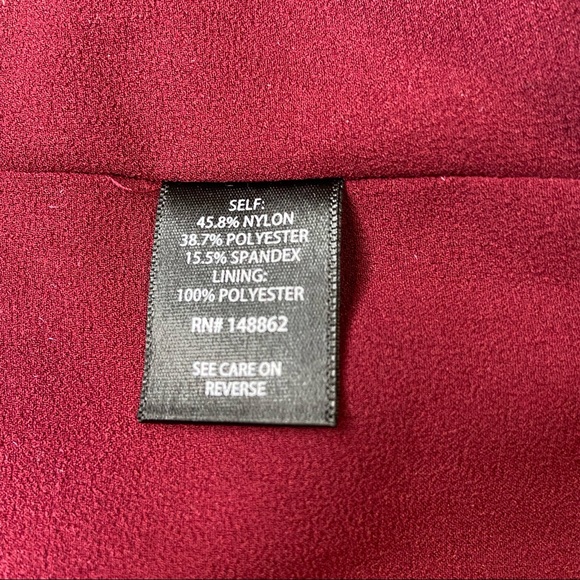 SELF:
45.8% NYLON
38.7% POLYESTER
15.5% SPANDEX
LINING:
100% POLYESTER
RN# 148862
SEE CARE ON
REVERSE